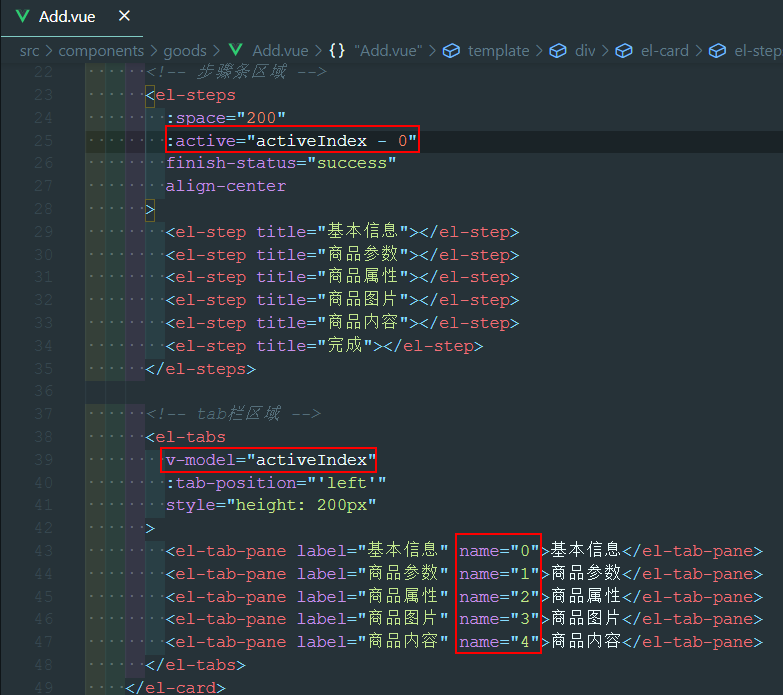 Add.vue ×
src > components > goods > Add.vue > {} "Add.vue" > template > div > el-card > el-step
22 <!-- 步骤条区域 -->
23 <el-steps
24 :space="200"
25 :active="activeIndex - 0"
26 finish-status="success"
27 align-center
28 >
29 <el-step title="基本信息"></el-step>
30 <el-step title="商品参数"></el-step>
31 <el-step title="商品属性"></el-step>
32 <el-step title="商品图片"></el-step>
33 <el-step title="商品内容"></el-step>
34 <el-step title="完成"></el-step>
35 </el-steps>
36
37 <!-- tab栏区域 -->
38 <el-tabs
39 v-model="activeIndex"
40 :tab-position="'left'"
41 style="height: 200px"
42 >
43 <el-tab-pane label="基本信息" name="0">基本信息</el-tab-pane>
44 <el-tab-pane label="商品参数" name="1">商品参数</el-tab-pane>
45 <el-tab-pane label="商品属性" name="2">商品属性</el-tab-pane>
46 <el-tab-pane label="商品图片" name="3">商品图片</el-tab-pane>
47 <el-tab-pane label="商品内容" name="4">商品内容</el-tab-pane>
48 </el-tabs>
49 </el-card>